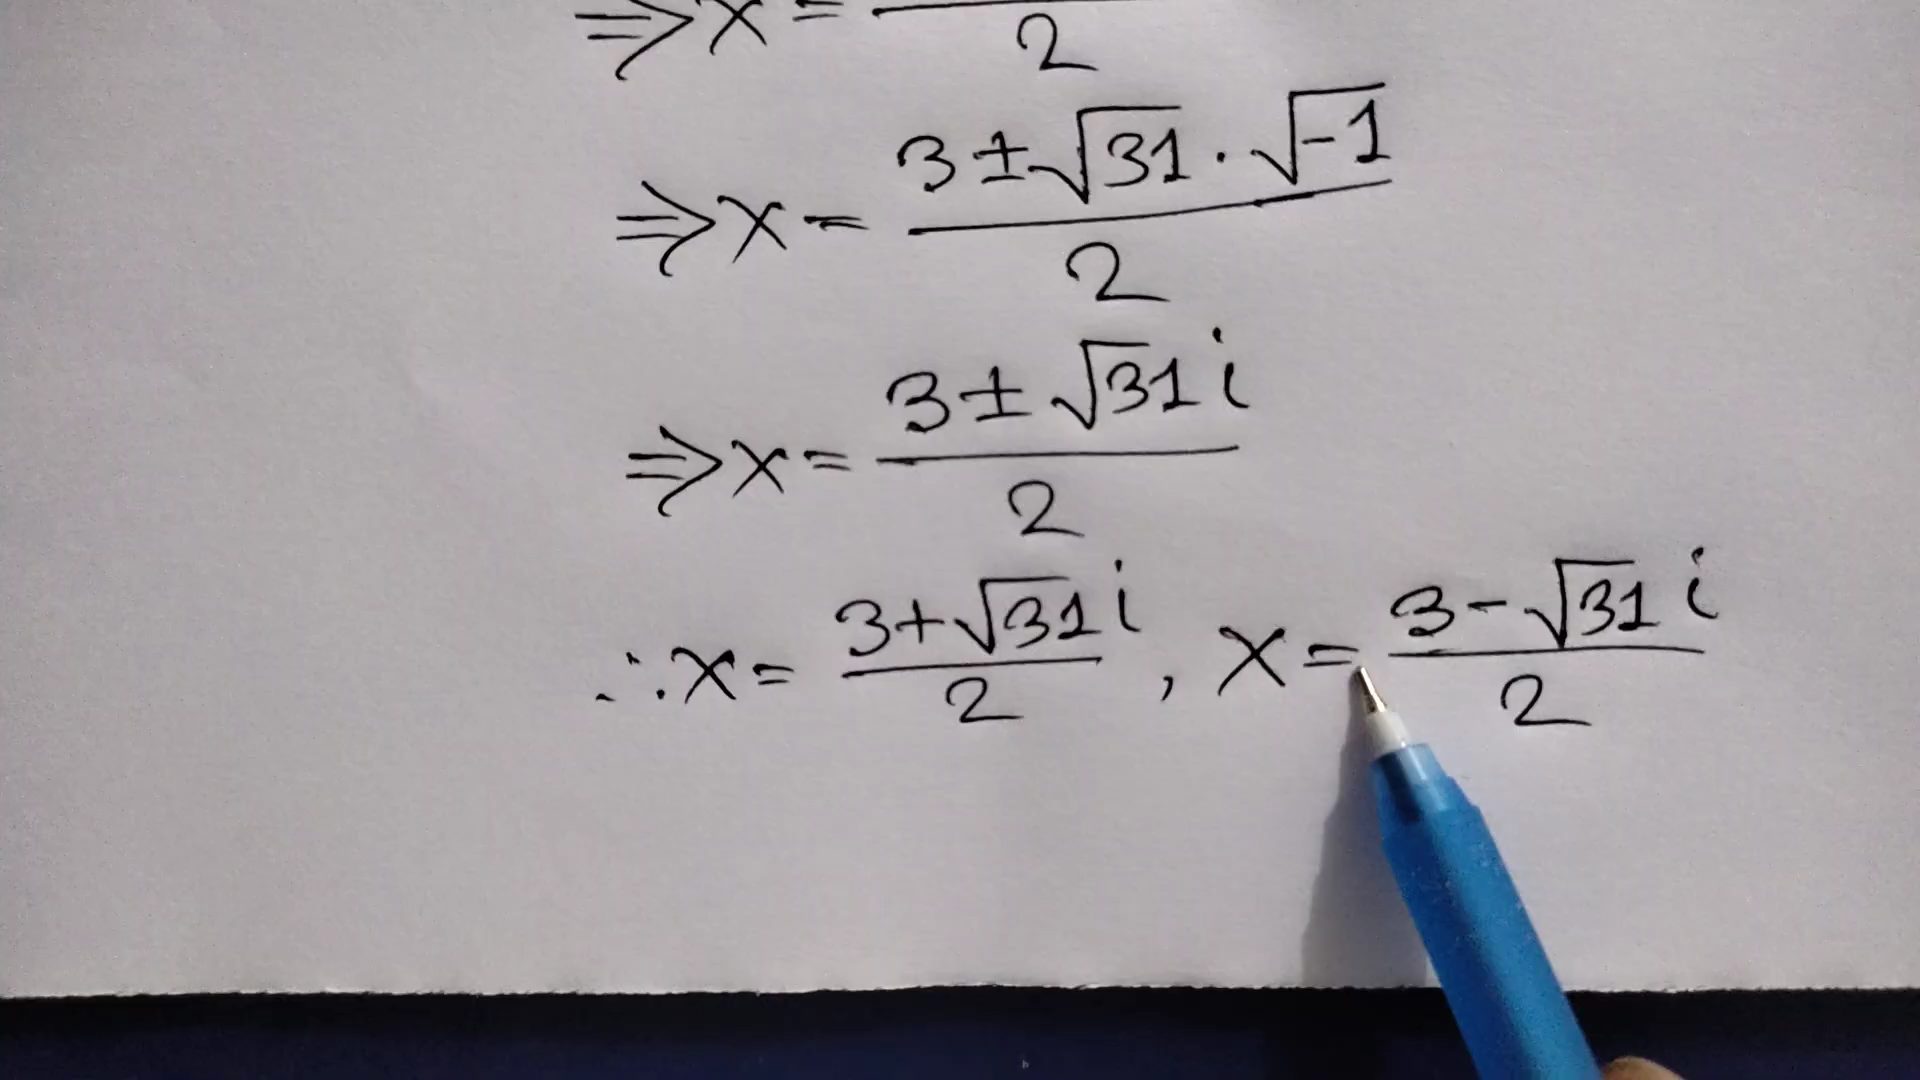 ⇒ x = /2
⇒ x = (3 ± √31 · √-1)/2
⇒ x = (3 ± √31 i)/2
∴ x = (3 + √31 i)/2 , x = (3 - √31 i)/2